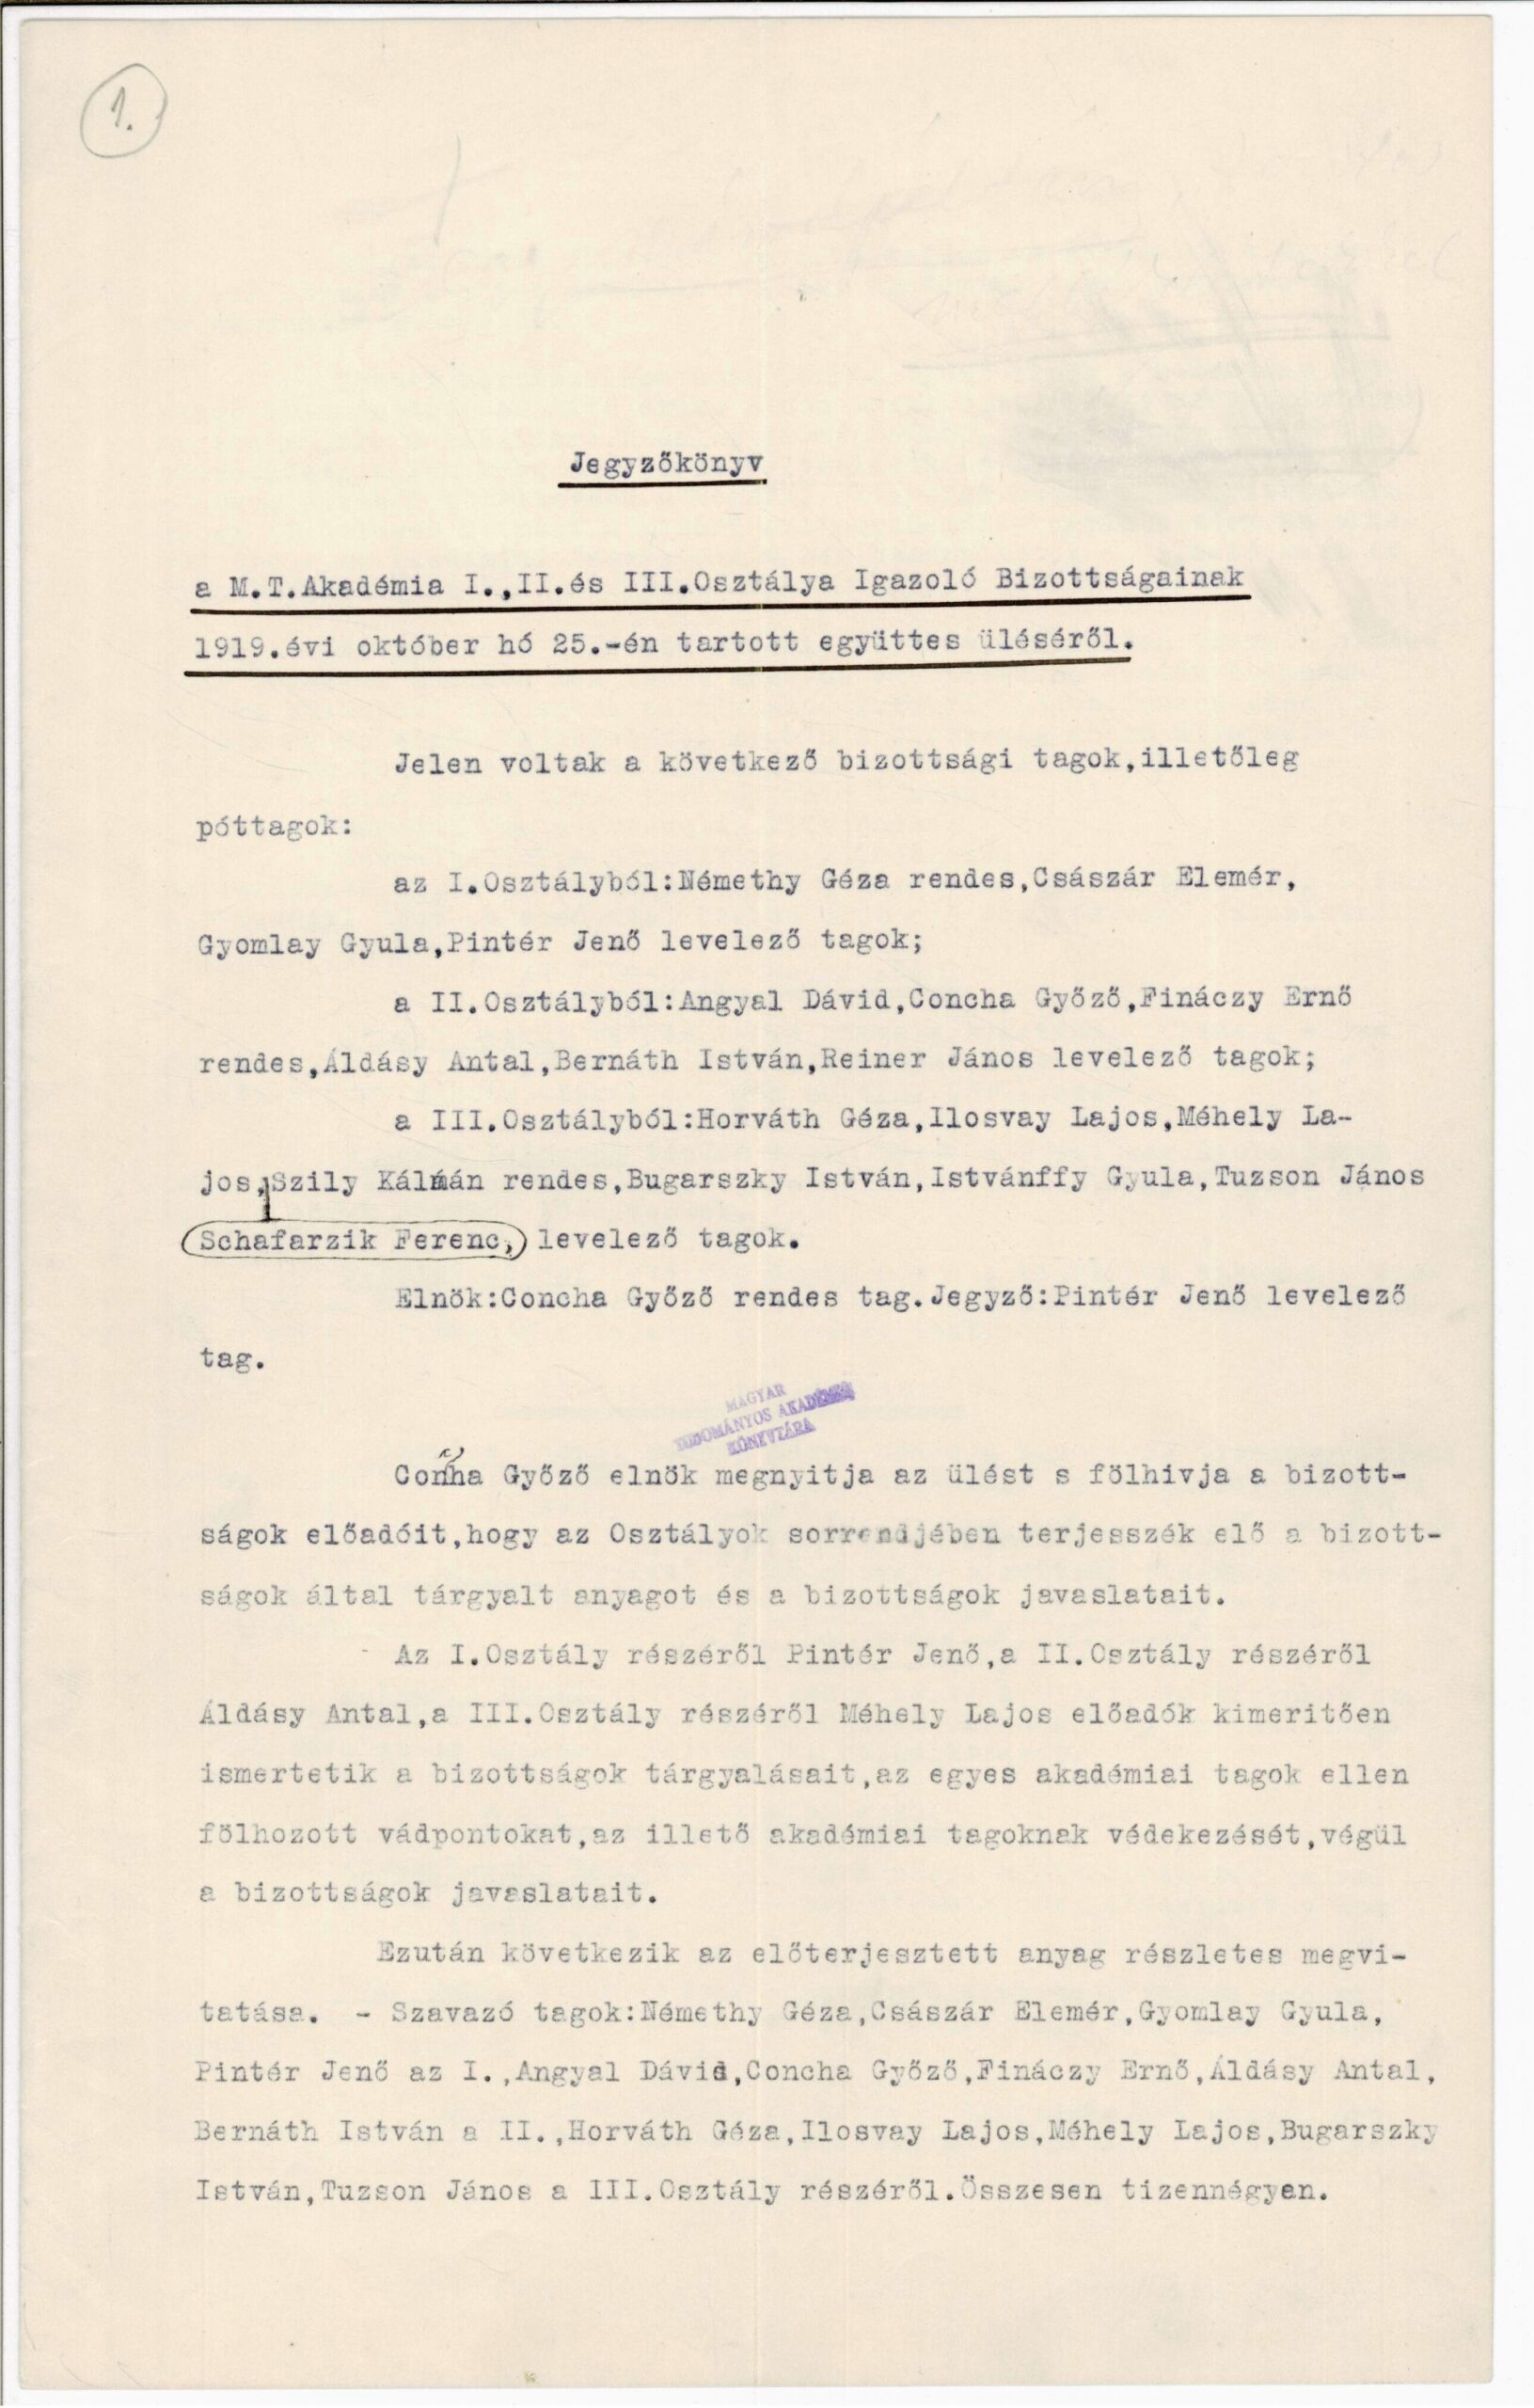 1.
Jegyzőkönyv
a M.T.Akadémia I.,II.és III.Osztálya Igazoló Bizottságainak
1919.évi október hó 25.-én tartott együttes üléséről.
Jelen voltak a következő bizottsági tagok,illetőleg
póttagok:
az I.Osztályból:Némethy Géza rendes,Császár Elemér,
Gyomlay Gyula,Pintér Jenő levelező tagok;
a II.Osztályból:Angyal Dávid,Concha Győző,Fináczy Ernő
rendes,Áldásy Antal,Bernáth István,Reiner János levelező tagok;
a III.Osztályból:Horváth Géza,Ilosvay Lajos,Méhely La-
jos,Szily Kálmán rendes,Bugarszky István,Istvánffy Gyula,Tuzson János
Schafarzik Ferenc, levelező tagok.
Elnök:Concha Győző rendes tag.Jegyző:Pintér Jenő levelező
tag.
MAGYAR
TUDOMÁNYOS AKADÉMIA
KÖNYVTÁRA
Concha Győző elnök megnyitja az ülést s fölhivja a bizott-
ságok előadóit,hogy az Osztályok sorrendjében terjesszék elő a bizott-
ságok által tárgyalt anyagot és a bizottságok javaslatait.
Az I.Osztály részéről Pintér Jenő,a II.Osztály részéről
Áldásy Antal,a III.Osztály részéről Méhely Lajos előadók kimeritően
ismertetik a bizottságok tárgyalásait,az egyes akadémiai tagok ellen
fölhozott vádpontokat,az illető akadémiai tagoknak védekezését,végül
a bizottságok javaslatait.
Ezután következik az előterjesztett anyag részletes megvi-
tatása. - Szavazó tagok:Némethy Géza,Császár Elemér,Gyomlay Gyula,
Pintér Jenő az I.,Angyal Dávid,Concha Győző,Fináczy Ernő,Áldásy Antal,
Bernáth István a II.,Horváth Géza,Ilosvay Lajos,Méhely Lajos,Bugarszky
István,Tuzson János a III.Osztály részéről.Összesen tizennégyen.